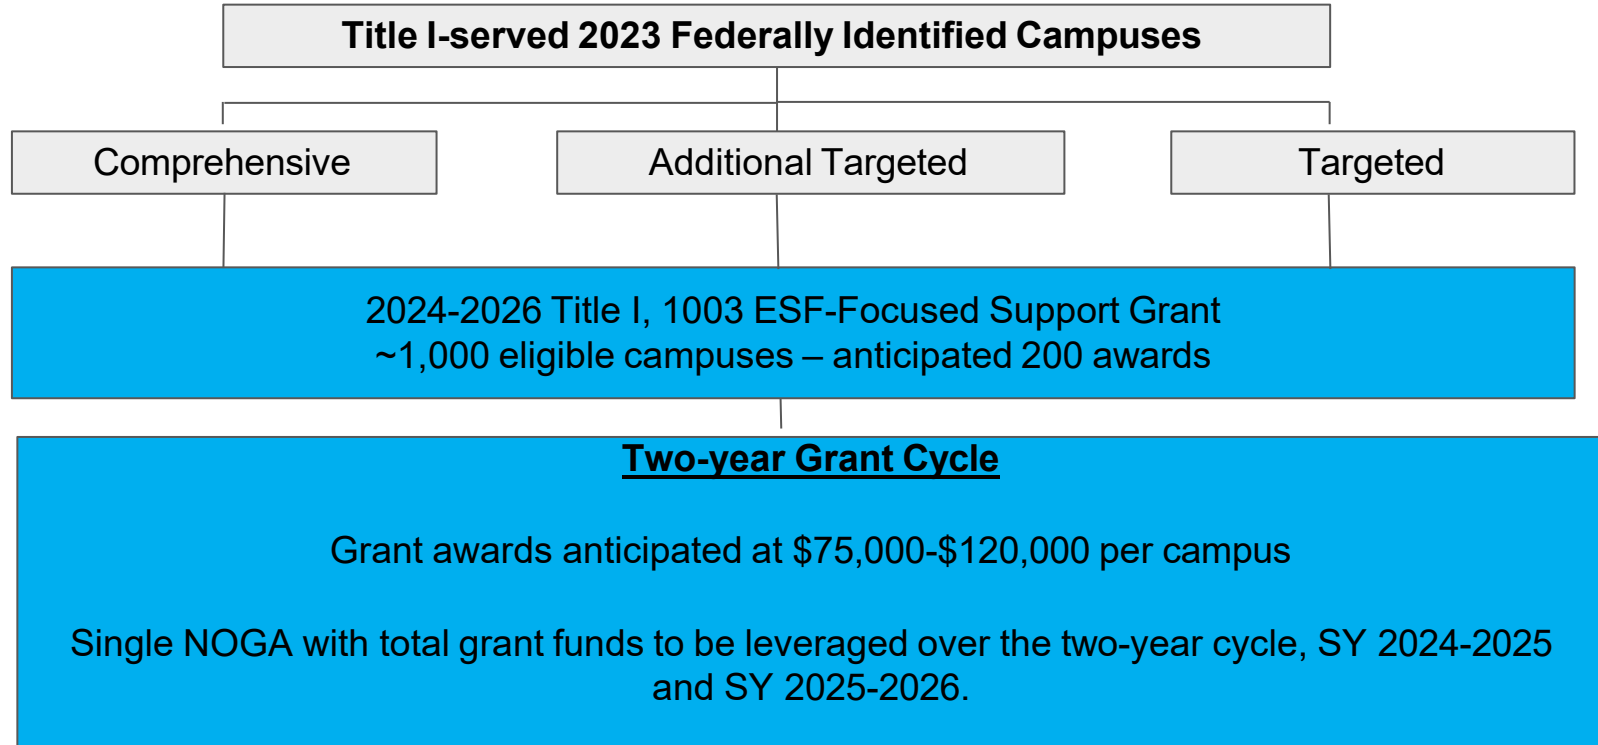 Title I-served 2023 Federally Identified Campuses
Comprehensive
Additional Targeted
Targeted
2024-2026 Title I, 1003 ESF-Focused Support Grant
~1,000 eligible campuses – anticipated 200 awards
Two-year Grant Cycle
Grant awards anticipated at $75,000-$120,000 per campus
Single NOGA with total grant funds to be leveraged over the two-year cycle, SY 2024-2025
and SY 2025-2026.